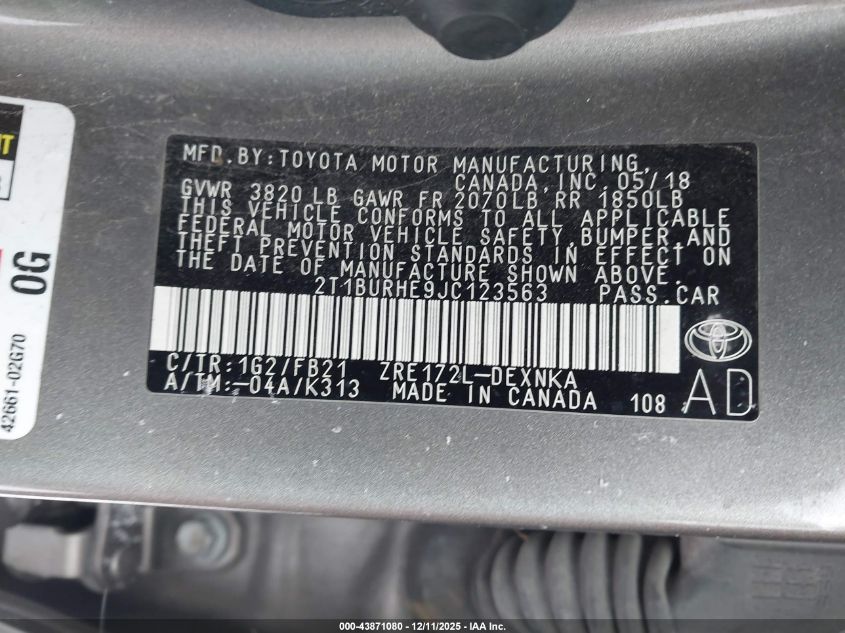 MFD. BY: TOYOTA MOTOR MANUFACTURING,
CANADA, INC. 05/18
GVWR 3820 LB GAWR FR 2070LB RR 1850LB
THIS VEHICLE CONFORMS TO ALL APPLICABLE
FEDERAL MOTOR VEHICLE SAFETY, BUMPER, AND
THEFT PREVENTION STANDARDS IN EFFECT ON
THE DATE OF MANUFACTURE SHOWN ABOVE.
2T1BURHE9JC123563 PASS.CAR
C/TR: 1G2/FB21 ZRE172L-DEXNKA
A/TM: -04A/K313 MADE IN CANADA 108 AD
0G
42661-02G70
000-43871080 - 12/11/2025 - IAA Inc.